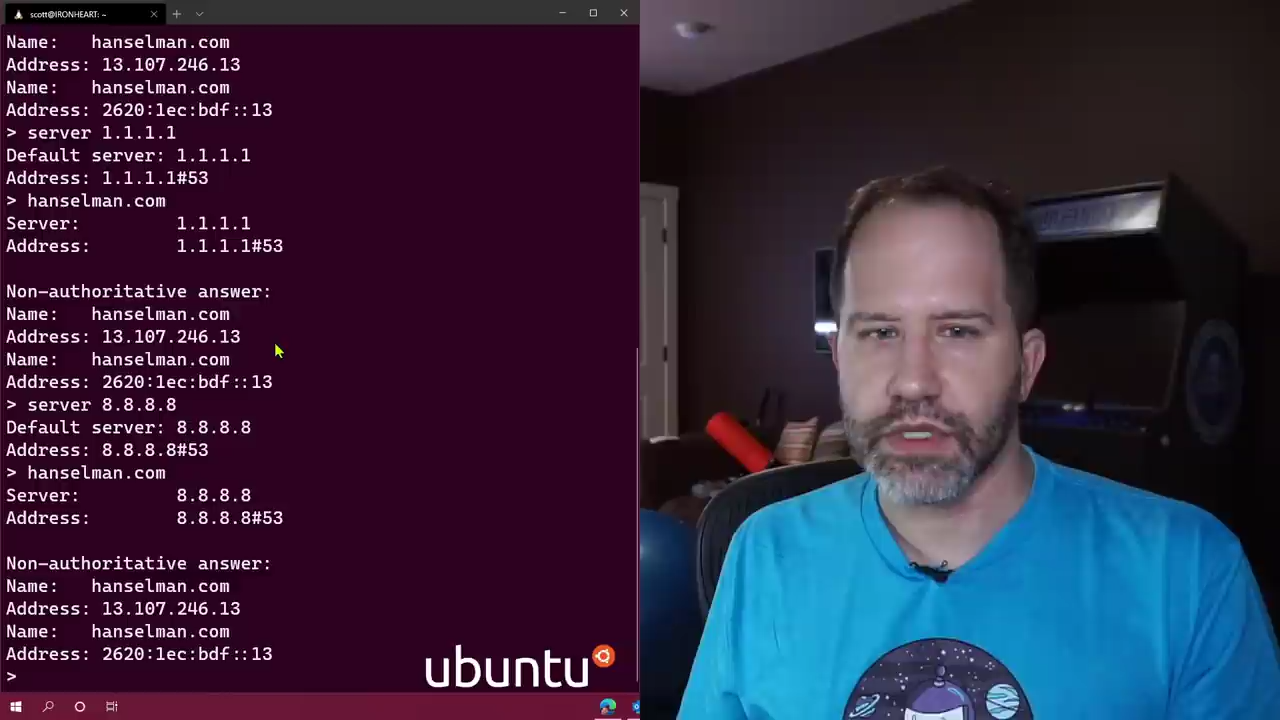 scott@IRONHEART: ~
Name:   hanselman.com
Address: 13.107.246.13
Name:   hanselman.com
Address: 2620:1ec:bdf::13
> server 1.1.1.1
Default server: 1.1.1.1
Address: 1.1.1.1#53
> hanselman.com
Server:         1.1.1.1
Address:        1.1.1.1#53
Non-authoritative answer:
Name:   hanselman.com
Address: 13.107.246.13
Name:   hanselman.com
Address: 2620:1ec:bdf::13
> server 8.8.8.8
Default server: 8.8.8.8
Address: 8.8.8.8#53
> hanselman.com
Server:         8.8.8.8
Address:        8.8.8.8#53
Non-authoritative answer:
Name:   hanselman.com
Address: 13.107.246.13
Name:   hanselman.com
Address: 2620:1ec:bdf::13
>
ubuntu